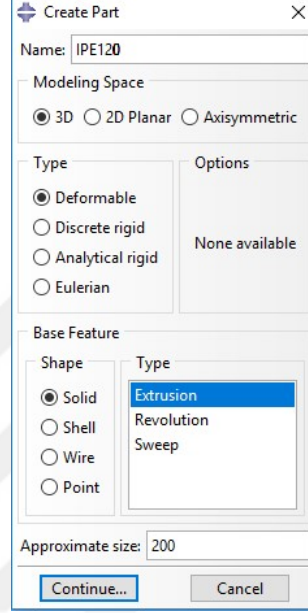 Create Part
Name: IPE120
Modeling Space
3D 2D Planar Axisymmetric
Type
Deformable
Discrete rigid
Analytical rigid
Eulerian
Options
None available
Base Feature
Shape
Solid
Shell
Wire
Point
Type
Extrusion
Revolution
Sweep
Approximate size: 200
Continue... Cancel